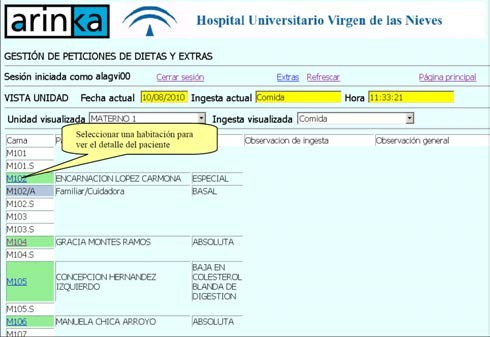 arinka Hospital Universitario Virgen de las Nieves
GESTIÓN DE PETICIONES DE DIETAS Y EXTRAS
Sesión iniciada como alagvi00 Cerrar sesión Extras Refrescar Página principal
VISTA UNIDAD Fecha actual 10/08/2010 Ingesta actual Comida Hora 11:33:21
Unidad visualizada MATERNO 1 Ingesta visualizada Comida
Seleccionar una habitación para
ver el detalle del paciente
Cama Observacion de ingesta Observación general
M101
M101.S
M102 ENCARNACION LOPEZ CARMONA ESPECIAL
M102/A Familiar/Cuidadora BASAL
M102.S
M103
M103.S
M104 GRACIA MONTES RAMOS ABSOLUTA
M104.S
M105 CONCEPCION HERNANDEZ IZQUIERDO BAJA EN COLESTEROL BLANDA DE DIGESTION
M105.S
M106 MANUELA CHICA ARROYO ABSOLUTA
M107